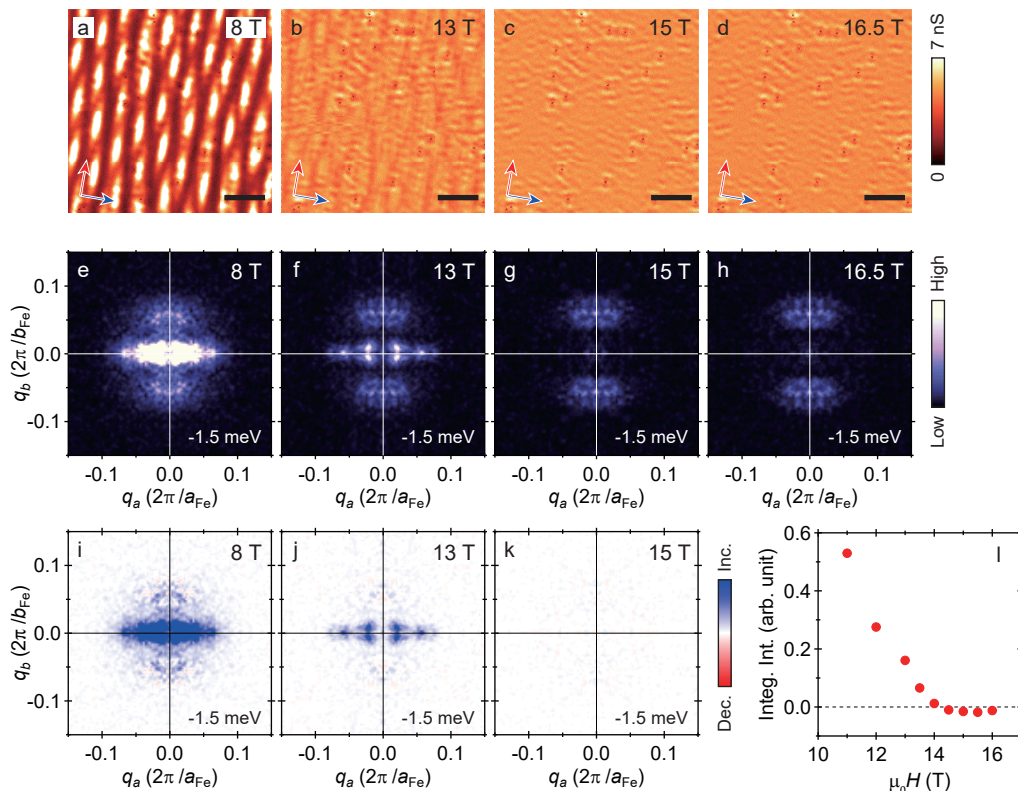 a 8 T
b 13 T
c 15 T
d 16.5 T
7 nS
0
e 8 T
f 13 T
g 15 T
h 16.5 T
0.1
0.0
-0.1
q_b (2π/b_Fe)
-1.5 meV
-1.5 meV
-1.5 meV
-1.5 meV
High
Low
-0.1 0.0 0.1
-0.1 0.0 0.1
-0.1 0.0 0.1
-0.1 0.0 0.1
q_a (2π/a_Fe)
q_a (2π/a_Fe)
q_a (2π/a_Fe)
q_a (2π/a_Fe)
i 8 T
j 13 T
k 15 T
0.1
0.0
-0.1
q_b (2π/b_Fe)
-1.5 meV
-1.5 meV
-1.5 meV
Inc.
Dec.
-0.1 0.0 0.1
-0.1 0.0 0.1
-0.1 0.0 0.1
q_a (2π/a_Fe)
q_a (2π/a_Fe)
q_a (2π/a_Fe)
l
Integ. Int. (arb. unit)
0.6
0.4
0.2
0.0
10 12 14 16
μ₀H (T)